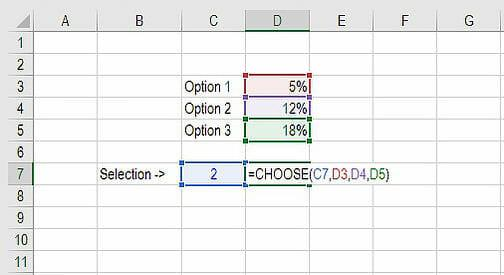 A B C D E F G
1
2
3 Option 1 5%
4 Option 2 12%
5 Option 3 18%
6
7 Selection -> 2 =CHOOSE(C7,D3,D4,D5)
8
9
10
11